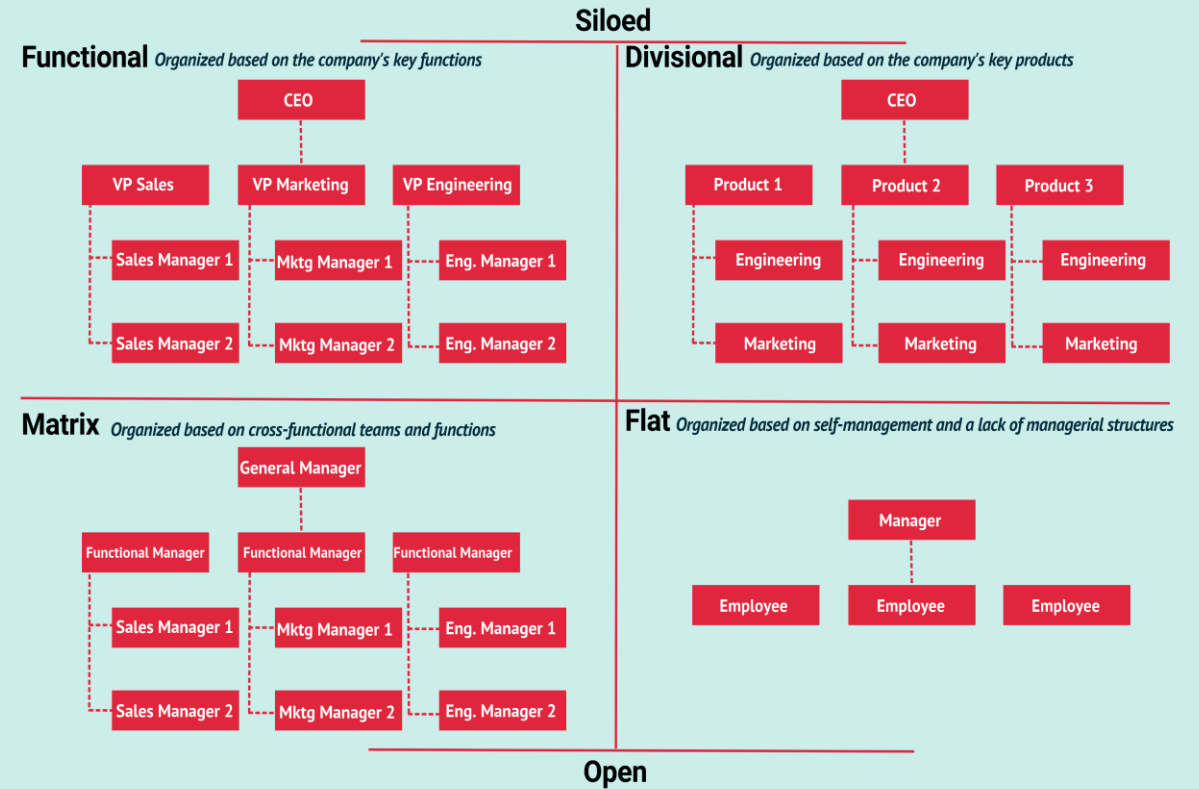 Siloed
Functional Organized based on the company's key functions
CEO
VP Sales
VP Marketing
VP Engineering
Sales Manager 1
Mktg Manager 1
Eng. Manager 1
Sales Manager 2
Mktg Manager 2
Eng. Manager 2
Divisional Organized based on the company's key products
CEO
Product 1
Product 2
Product 3
Engineering
Engineering
Engineering
Marketing
Marketing
Marketing
Matrix Organized based on cross-functional teams and functions
General Manager
Functional Manager
Functional Manager
Functional Manager
Sales Manager 1
Mktg Manager 1
Eng. Manager 1
Sales Manager 2
Mktg Manager 2
Eng. Manager 2
Flat Organized based on self-management and a lack of managerial structures
Manager
Employee
Employee
Employee
Open